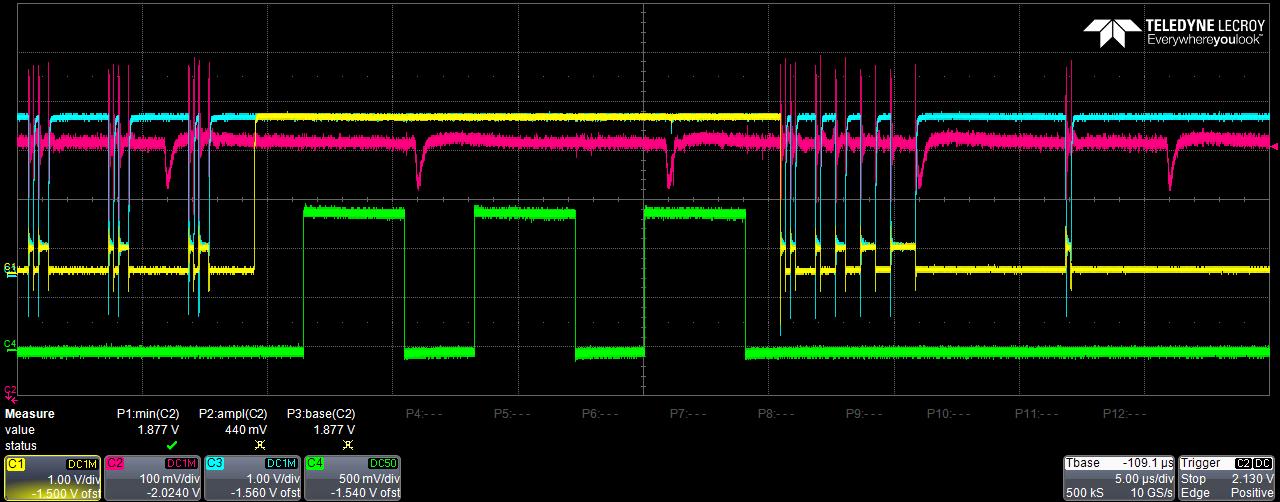 TELEDYNE LECROY
Everywhereyoulook™
C4
C2
Measure P1:min(C2) P2:ampl(C2) P3:base(C2) P4:--- P5:--- P6:--- P7:--- P8:--- P9:--- P10:--- P11:--- P12:---
value 1.877 V 440 mV 1.877 V
status
C1 DC1M C2 DC1M C3 DC1M C4 DC50 Tbase -109.1 µs Trigger C2 DC
1.00 V/div 100 mV/div 1.00 V/div 500 mV/div 5.00 µs/div Stop 2.130 V
-1.500 V ofst -2.0240 V -1.560 V ofst -1.540 V ofst 500 kS 10 GS/s Edge Positive